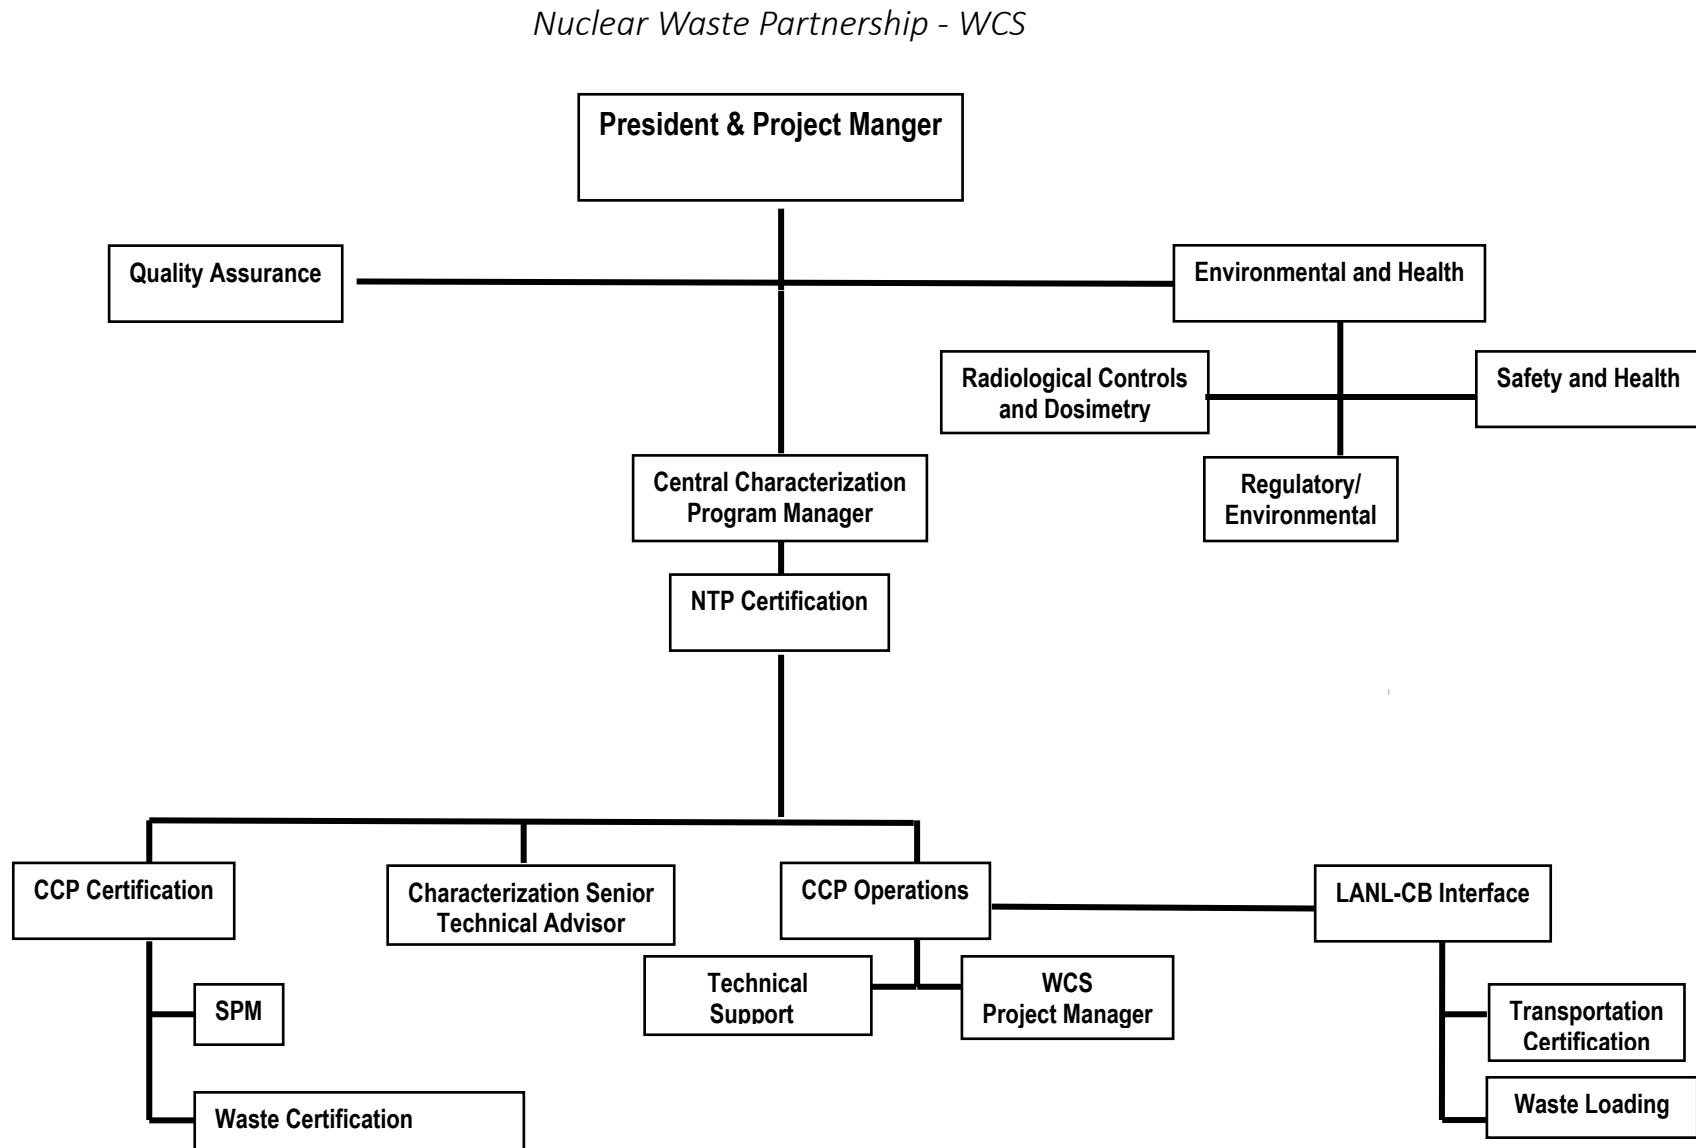 Nuclear Waste Partnership - WCS
President & Project Manger
Quality Assurance
Environmental and Health
Radiological Controls
and Dosimetry
Safety and Health
Central Characterization
Program Manager
Regulatory/
Environmental
NTP Certification
CCP Certification
Characterization Senior
Technical Advisor
CCP Operations
LANL-CB Interface
Technical
Support
WCS
Project Manager
SPM
Transportation
Certification
Waste Certification
Waste Loading